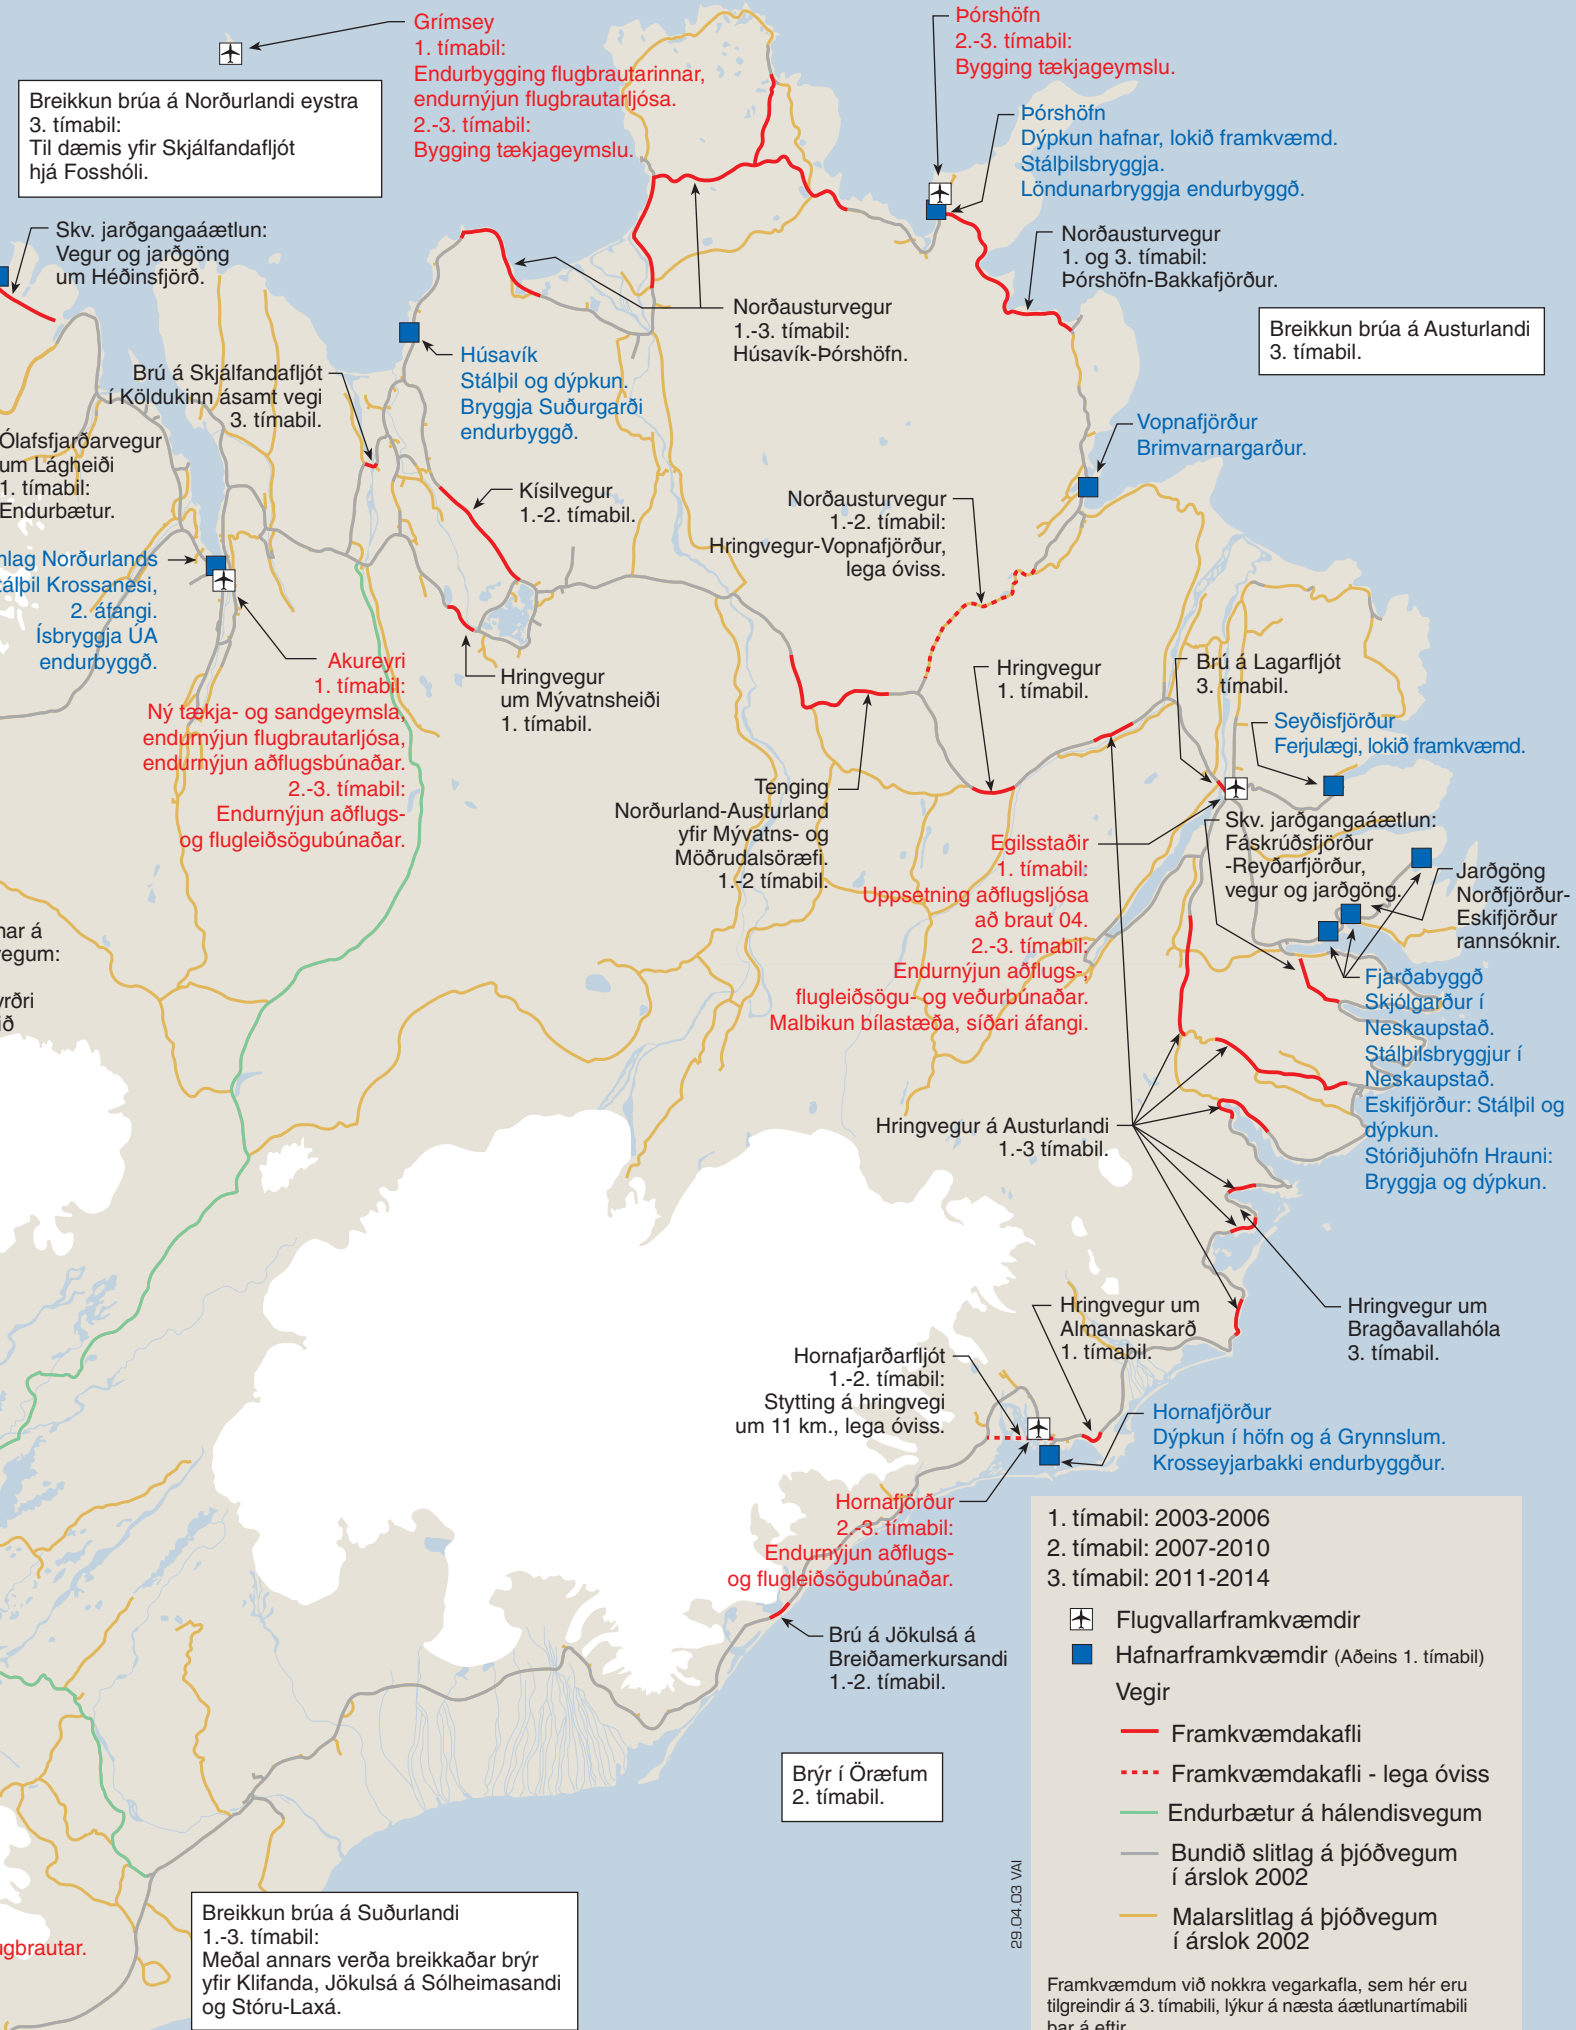 Grímsey
1. tímabil:
Endurbygging flugbrautarinnar,
endurnýjun flugbrautarljósa.
2.-3. tímabil:
Bygging tækjageymslu.
Þórshöfn
2.-3. tímabil:
Bygging tækjageymslu.
Breikkun brúa á Norðurlandi eystra
3. tímabil:
Til dæmis yfir Skjálfandafljót
hjá Fosshóli.
Þórshöfn
Dýpkun hafnar, lokið framkvæmd.
Stálþilsbryggja.
Löndunarbryggja endurbyggð.
Skv. jarðgangaáætlun:
Vegur og jarðgöng
um Héðinsfjörð.
Norðausturvegur
1. og 3. tímabil:
Þórshöfn-Bakkafjörður.
Norðausturvegur
1.-3. tímabil:
Húsavík-Þórshöfn.
Breikkun brúa á Austurlandi
3. tímabil.
Húsavík
Stálþil og dýpkun.
Bryggja Suðurgarði
endurbyggð.
Brú á Skjálfandafljót
í Köldukinn ásamt vegi
3. tímabil.
Ólafsfjarðarvegur
um Lágheiði
1. tímabil:
Endurbætur.
Vopnafjörður
Brimvarnargarður.
Kísilvegur
1.-2. tímabil.
Norðausturvegur
1.-2. tímabil:
Hringvegur-Vopnafjörður,
lega óviss.
nlag Norðurlands
tálþil Krossanesi,
2. áfangi.
Ísbryggja ÚA
endurbyggð.
Akureyri
1. tímabil:
Ný tækja- og sandgeymsla,
endurnýjun flugbrautarljósa,
endurnýjun aðflugsbúnaðar.
2.-3. tímabil:
Endurnýjun aðflugs-
og flugleiðsögubúnaðar.
Hringvegur
um Mývatnsheiði
1. tímabil.
Hringvegur
1. tímabil.
Brú á Lagarfljót
3. tímabil.
Seyðisfjörður
Ferjulægi, lokið framkvæmd.
Tenging
Norðurland-Austurland
yfir Mývatns- og
Möðrudalsöræfi.
1.-2 tímabil.
Egilsstaðir
1. tímabil:
Uppsetning aðflugsljósa
að braut 04.
2.-3. tímabil:
Endurnýjun aðflugs-,
flugleiðsögu- og veðurbúnaðar.
Malbikun bílastæða, síðari áfangi.
Skv. jarðgangaáætlun:
Fáskrúðsfjörður
-Reyðarfjörður,
vegur og jarðgöng.
Jarðgöng
Norðfjörður-
Eskifjörður
rannsóknir.
nar á
vegum:
yrðri
ið
Fjarðabyggð
Skjólgarður í
Neskaupstað.
Stálþilsbryggjur í
Neskaupstað.
Eskifjörður: Stálþil og
dýpkun.
Stóriðjuhöfn Hrauni:
Bryggja og dýpkun.
Hringvegur á Austurlandi
1.-3 tímabil.
Hringvegur um
Almannaskarð
1. tímabil.
Hringvegur um
Bragðavallahóla
3. tímabil.
Hornafjarðarfljót
1.-2. tímabil:
Stytting á hringvegi
um 11 km., lega óviss.
Hornafjörður
Dýpkun í höfn og á Grynnslum.
Krosseyjarbakki endurbyggður.
Hornafjörður
2.-3. tímabil:
Endurnýjun aðflugs-
og flugleiðsögubúnaðar.
Brú á Jökulsá á
Breiðamerkursandi
1.-2. tímabil.
Brýr í Öræfum
2. tímabil.
Breikkun brúa á Suðurlandi
1.-3. tímabil:
Meðal annars verða breikkaðar brýr
yfir Klifanda, Jökulsá á Sólheimasandi
og Stóru-Laxá.
ugbrautar.
29.04.03 VAI
1. tímabil: 2003-2006
2. tímabil: 2007-2010
3. tímabil: 2011-2014
Flugvallarframkvæmdir
Hafnarframkvæmdir (Aðeins 1. tímabil)
Vegir
Framkvæmdakafli
Framkvæmdakafli - lega óviss
Endurbætur á hálendisvegum
Bundið slitlag á þjóðvegum
í árslok 2002
Malarslitlag á þjóðvegum
í árslok 2002
Framkvæmdum við nokkra vegarkafla, sem hér eru
tilgreindir á 3. tímabili, lýkur á næsta áætlunartímabili
þar á eftir